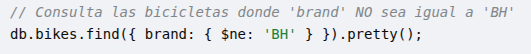 // Consulta las bicicletas donde 'brand' NO sea igual a 'BH'
db.bikes.find({ brand: { $ne: 'BH' } }).pretty();